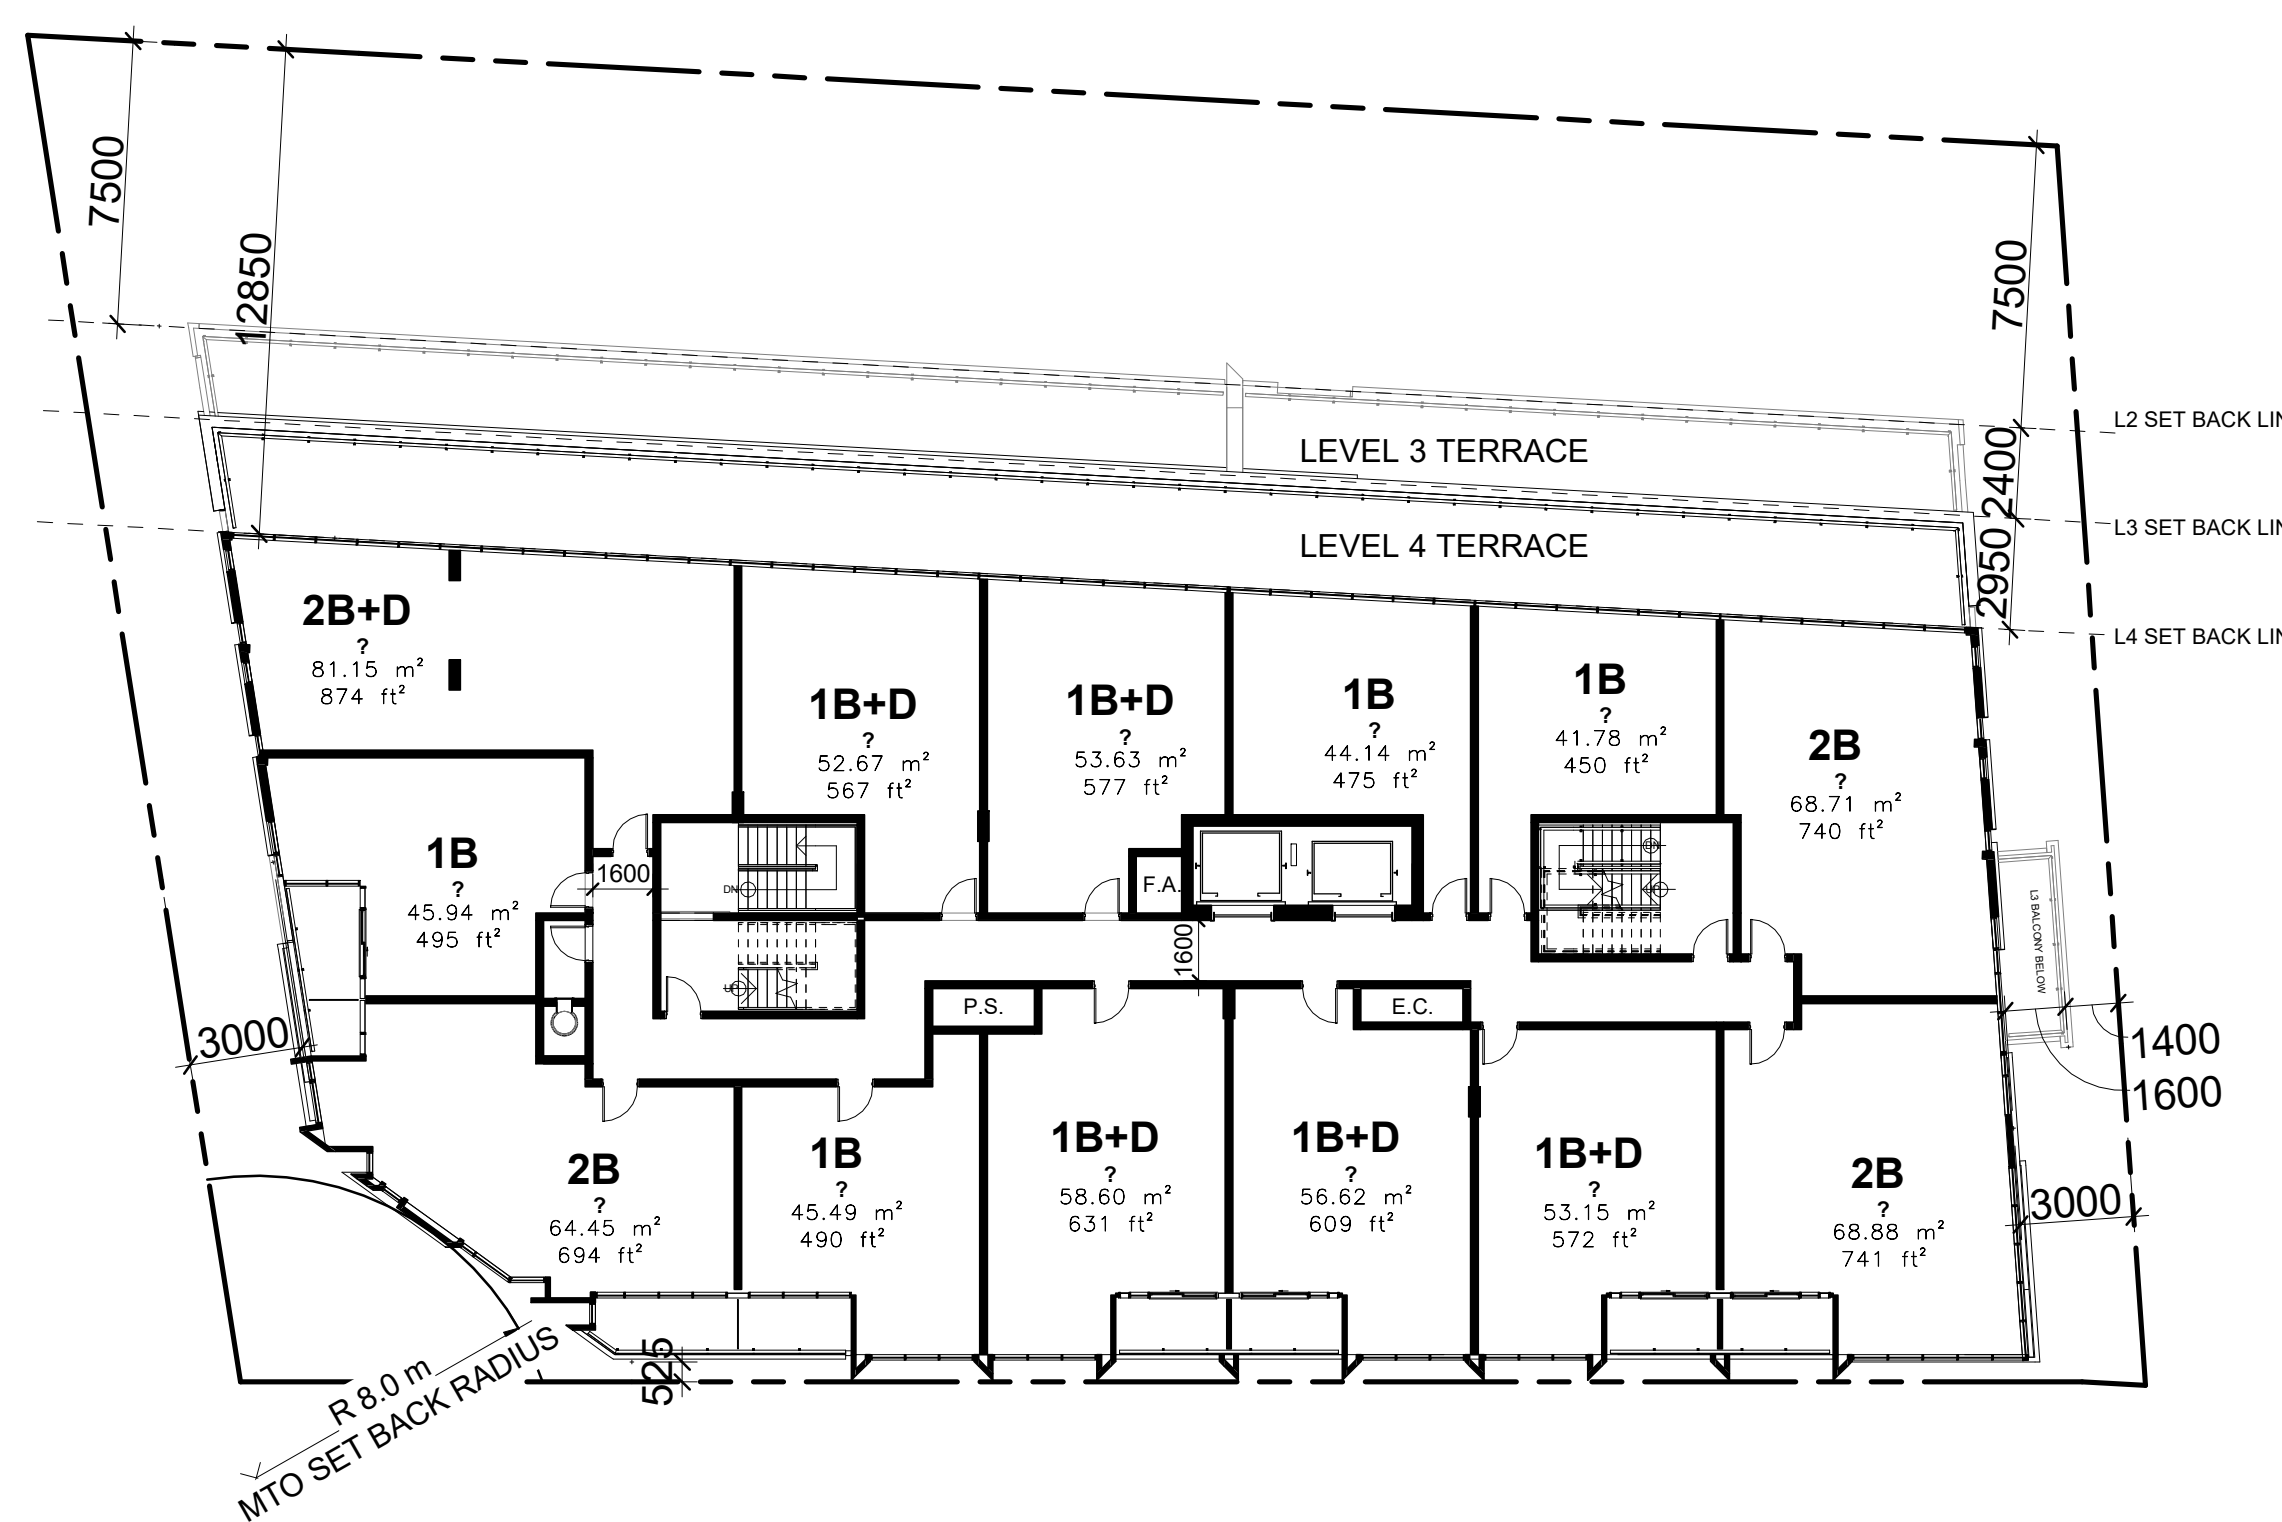 7500
12850
7500
L2 SET BACK LIN
LEVEL 3 TERRACE
2400
L3 SET BACK LIN
LEVEL 4 TERRACE
2950
L4 SET BACK LIN
2B+D
?
81.15 m²
874 ft²
1B+D
?
52.67 m²
567 ft²
1B+D
?
53.63 m²
577 ft²
1B
?
44.14 m²
475 ft²
1B
?
41.78 m²
450 ft²
2B
?
68.71 m²
740 ft²
1B
?
45.94 m²
495 ft²
1600
DN
F.A.
DN
UP
1600
P.S.
E.C.
L3 BALCONY BELOW
3000
1400
1600
2B
?
64.45 m²
694 ft²
1B
?
45.49 m²
490 ft²
1B+D
?
58.60 m²
631 ft²
1B+D
?
56.62 m²
609 ft²
1B+D
?
53.15 m²
572 ft²
2B
?
68.88 m²
741 ft²
3000
525
R 8.0 m
MTO SET BACK RADIUS